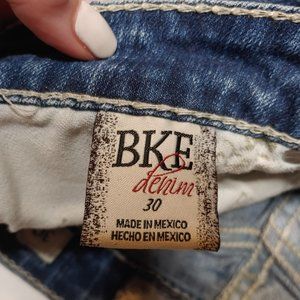 BKE
denim
30
MADE IN MEXICO
HECHO EN MEXICO